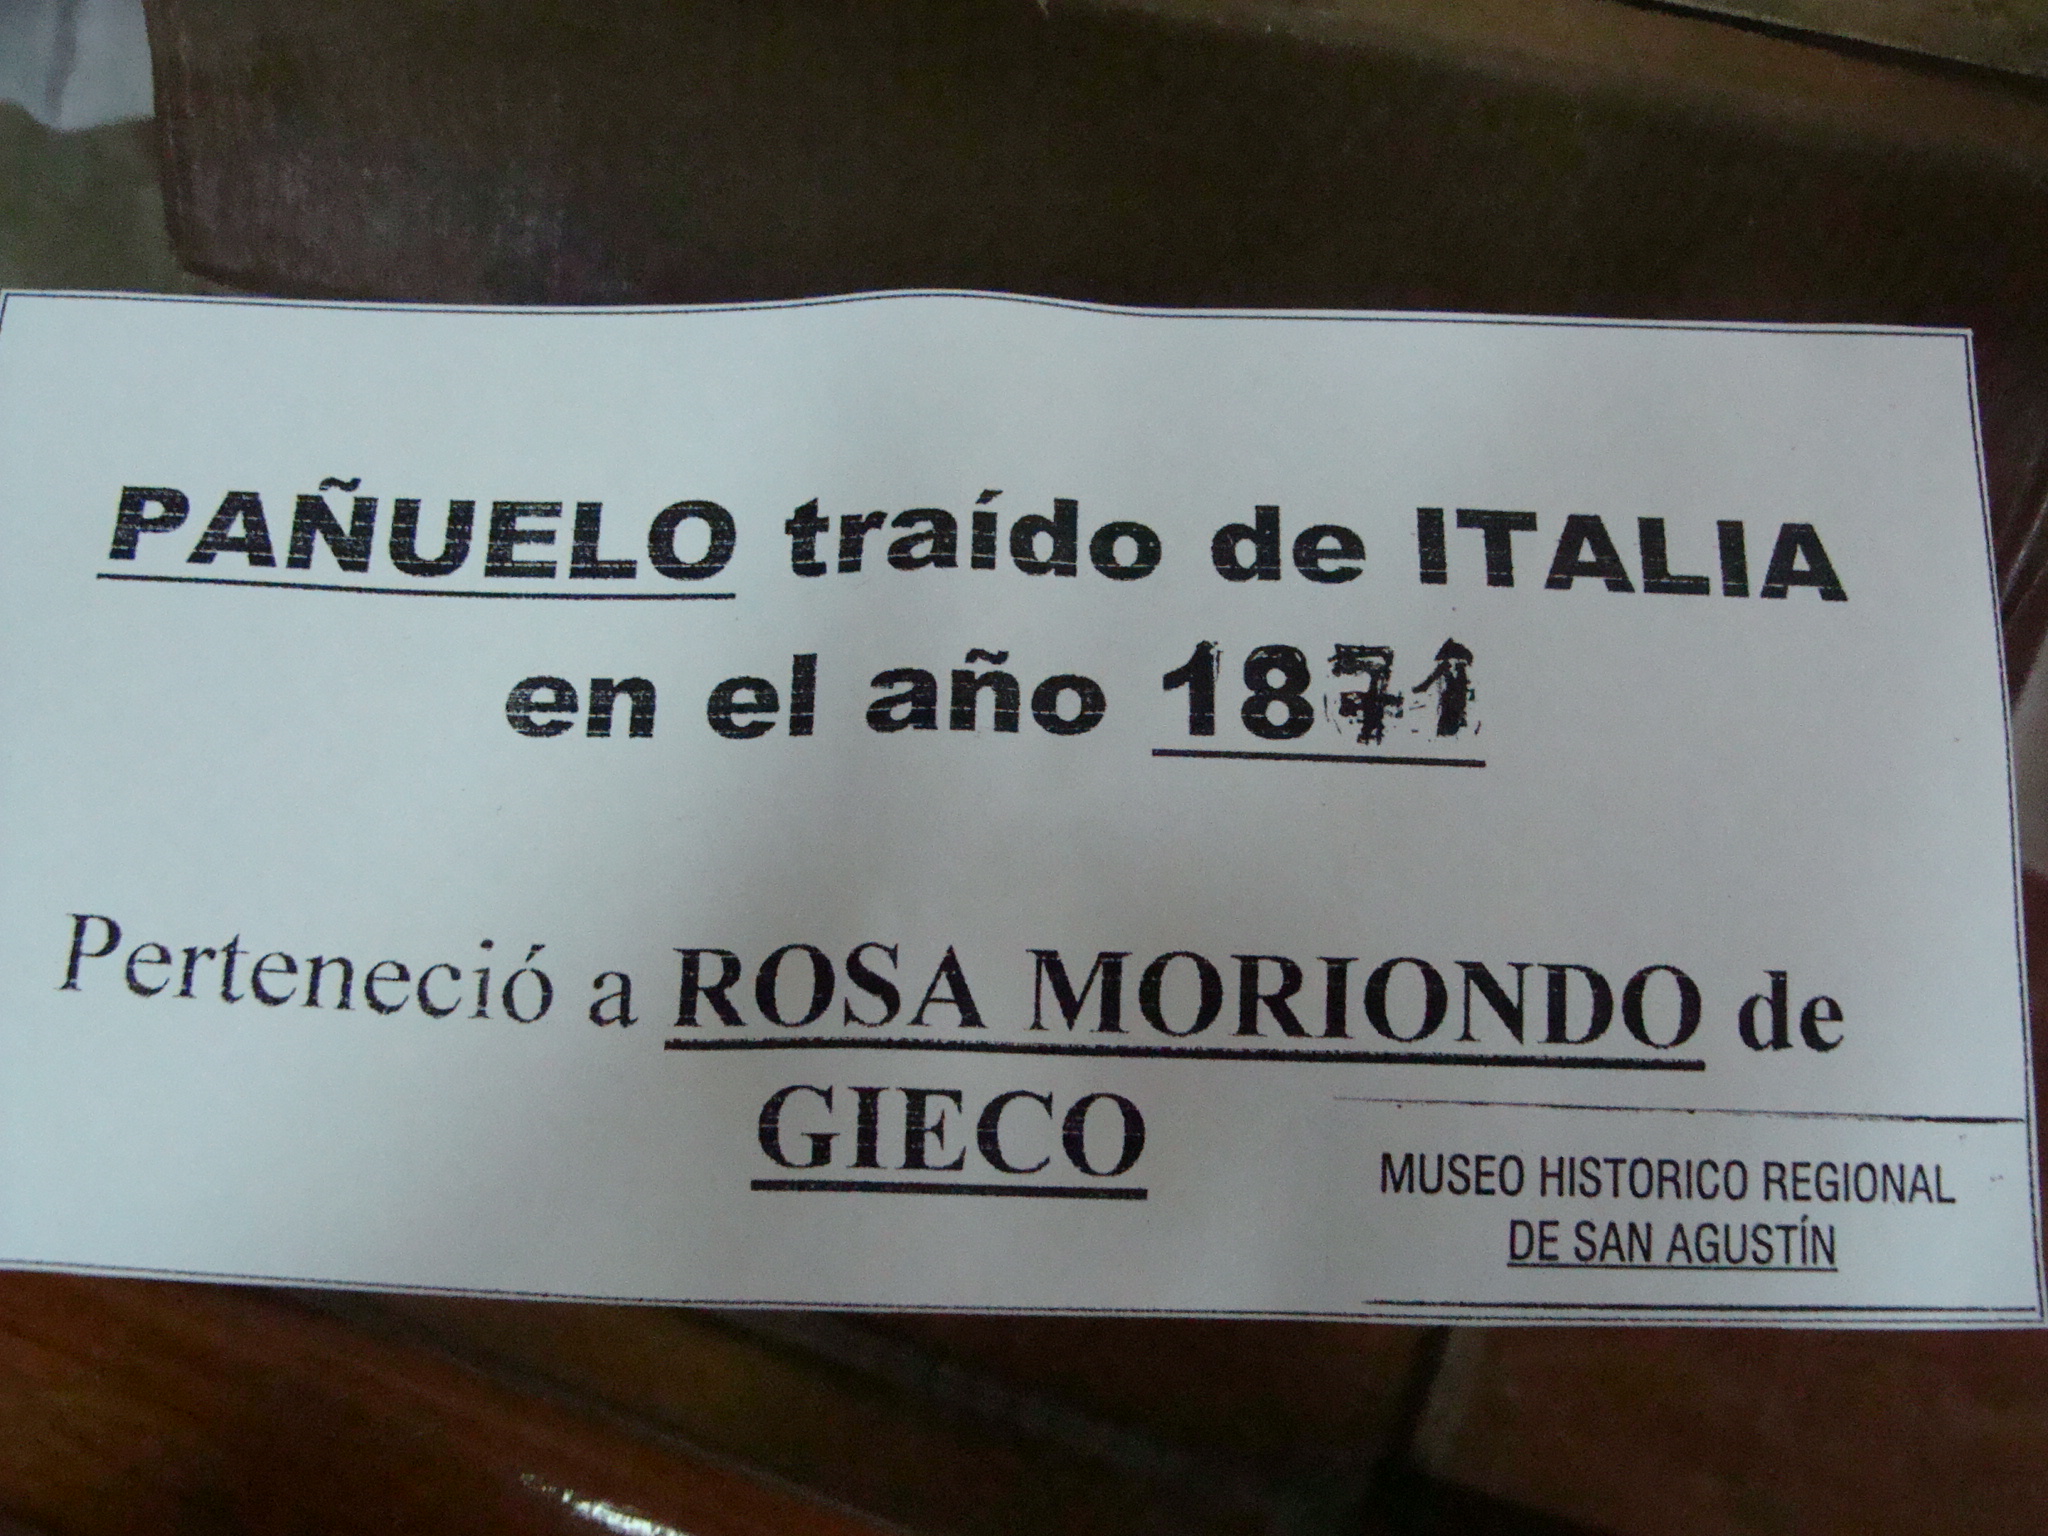 PAÑUELO traído de ITALIA
en el año 1871
Perteneció a ROSA MORIONDO de
GIECO
MUSEO HISTORICO REGIONAL
DE SAN AGUSTÍN